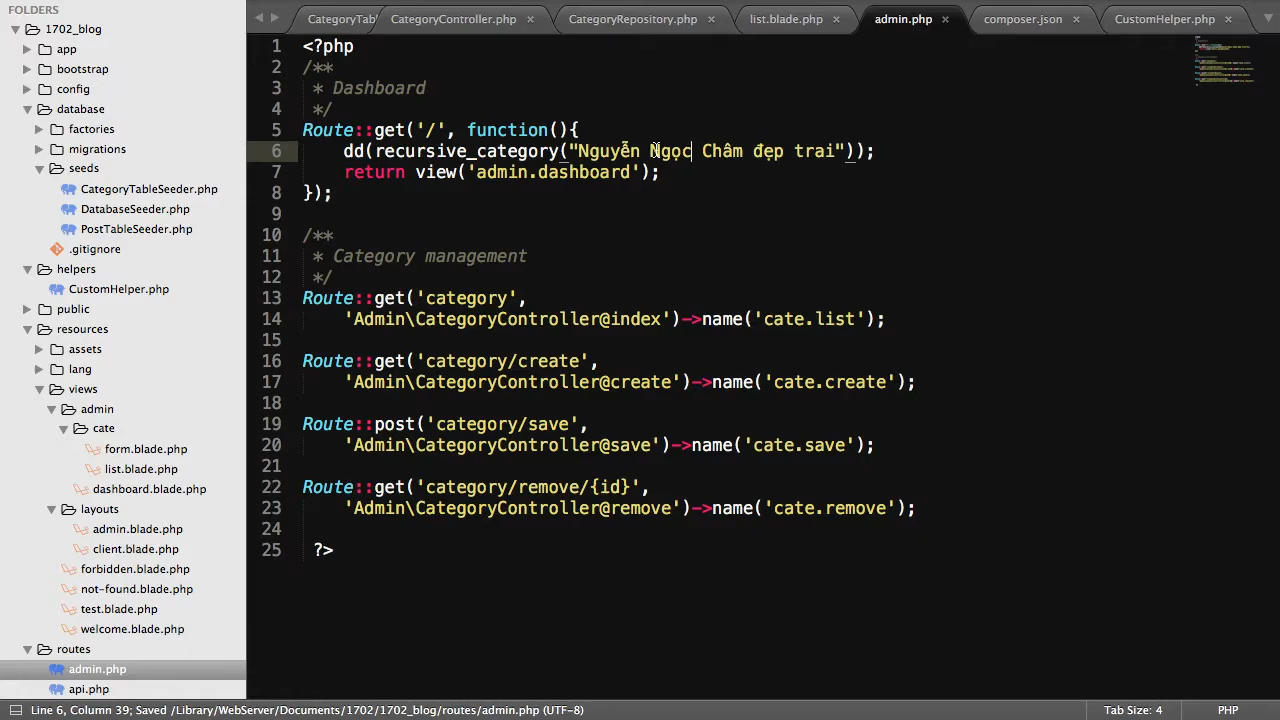 FOLDERS
1702_blog
app
bootstrap
config
database
factories
migrations
seeds
CategoryTableSeeder.php
DatabaseSeeder.php
PostTableSeeder.php
.gitignore
helpers
CustomHelper.php
public
resources
assets
lang
views
admin
cate
form.blade.php
list.blade.php
dashboard.blade.php
layouts
admin.blade.php
client.blade.php
forbidden.blade.php
not-found.blade.php
test.blade.php
welcome.blade.php
routes
admin.php
api.php
CategoryTabl CategoryController.php × CategoryRepository.php × list.blade.php × admin.php × composer.json × CustomHelper.php ×
1 <?php
2 /**
3 * Dashboard
4 */
5 Route::get('/', function(){
6 dd(recursive_category("Nguyễn Ngọc Châm đẹp trai"));
7 return view('admin.dashboard');
8 });
9
10 /**
11 * Category management
12 */
13 Route::get('category',
14 'Admin\CategoryController@index')->name('cate.list');
15
16 Route::get('category/create',
17 'Admin\CategoryController@create')->name('cate.create');
18
19 Route::post('category/save',
20 'Admin\CategoryController@save')->name('cate.save');
21
22 Route::get('category/remove/{id}',
23 'Admin\CategoryController@remove')->name('cate.remove');
24
25 ?>
Line 6, Column 39; Saved /Library/WebServer/Documents/1702/1702_blog/routes/admin.php (UTF-8) Tab Size: 4 PHP